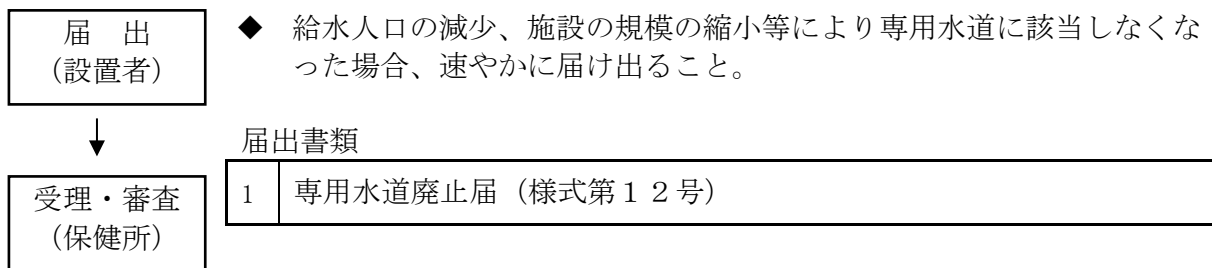 届　出
（設置者）
◆　給水人口の減少、施設の規模の縮小等により専用水道に該当しなくな
った場合、速やかに届け出ること。
↓
届出書類
1　専用水道廃止届（様式第１２号）
受理・審査
（保健所）